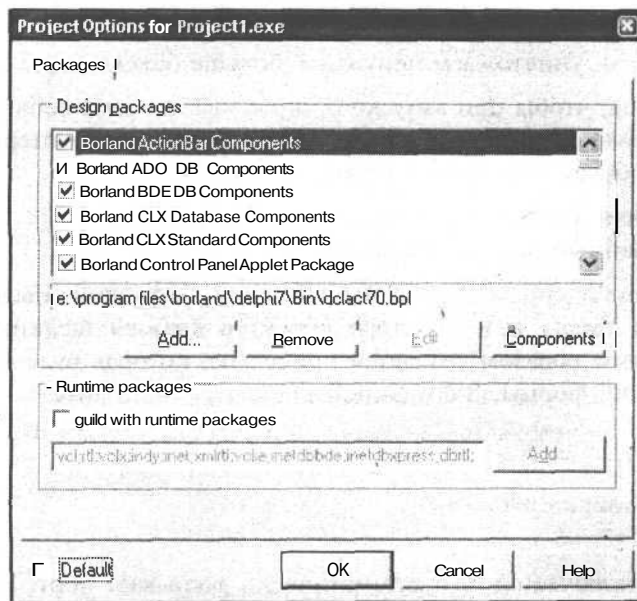 Project Options for Project1.exe
Packages
Design packages
Borland ActionBar Components
И Borland ADO DB Components
Borland BDE DB Components
Borland CLX Database Components
Borland CLX Standard Components
Borland Control Panel Applet Package
e:\program files\borland\delphi7\Bin\dclact70.bpl
Add... Remove Edit Components
- Runtime packages
guild with runtime packages
Add
Г Default OK Cancel Help